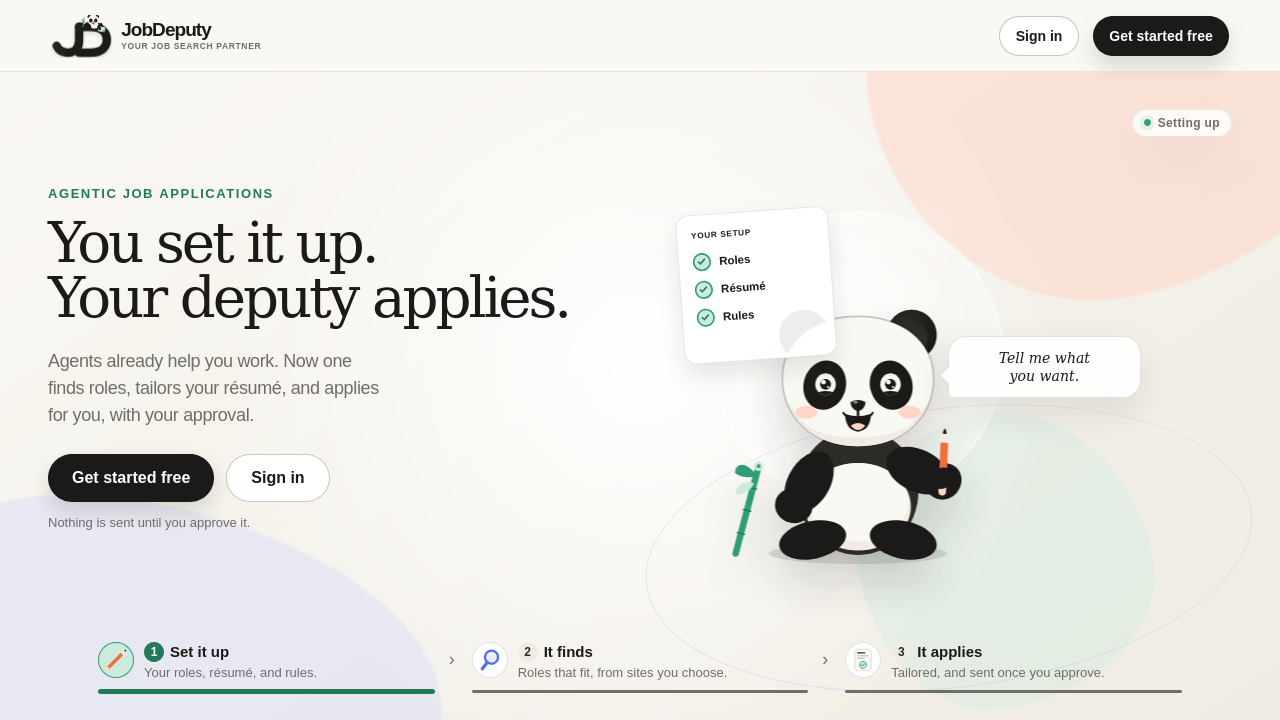 JobDeputy
YOUR JOB SEARCH PARTNER
Sign in
Get started free
Setting up
AGENTIC JOB APPLICATIONS
You set it up.
Your deputy applies.
Agents already help you work. Now one
finds roles, tailors your résumé, and applies
for you, with your approval.
Get started free
Sign in
Nothing is sent until you approve it.
YOUR SETUP
Roles
Résumé
Rules
Tell me what
you want.
1 Set it up
Your roles, résumé, and rules.
›
2 It finds
Roles that fit, from sites you choose.
›
3 It applies
Tailored, and sent once you approve.